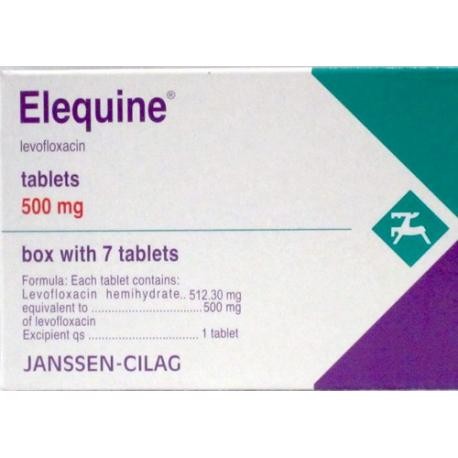 Elequine®
levofloxacin
tablets
500 mg
box with 7 tablets
Formula: Each tablet contains:
Levofloxacin hemihydrate.. 512.30 mg
equivalent to ................................ 500 mg
of levofloxacin
Excipient qs ................................ 1 tablet
JANSSEN-CILAG